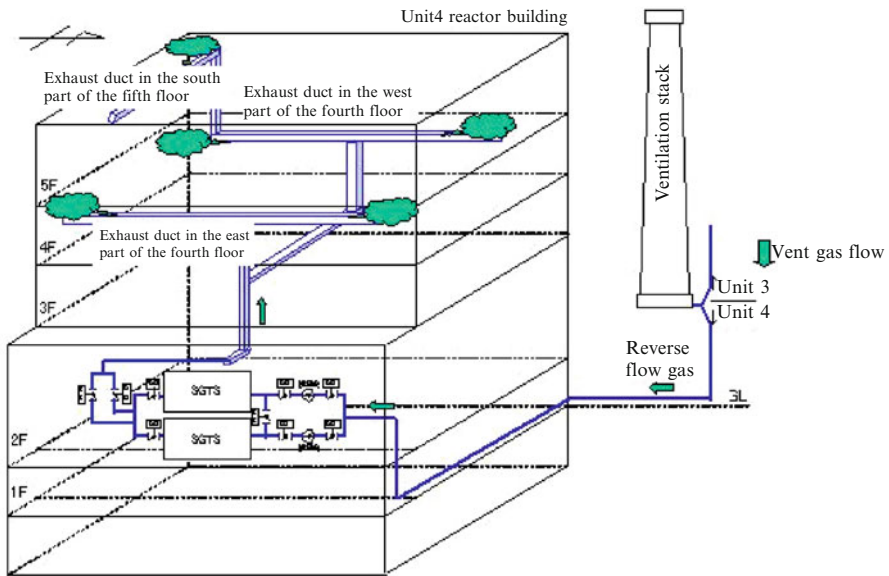 Unit4 reactor building
Exhaust duct in the south
part of the fifth floor
Exhaust duct in the west
part of the fourth floor
Ventilation stack
5F
4F
Exhaust duct in the east
part of the fourth floor
3F
Vent gas flow
Unit 3
Unit 4
Reverse
flow gas
GL
SGTS
SGTS
2F
1F